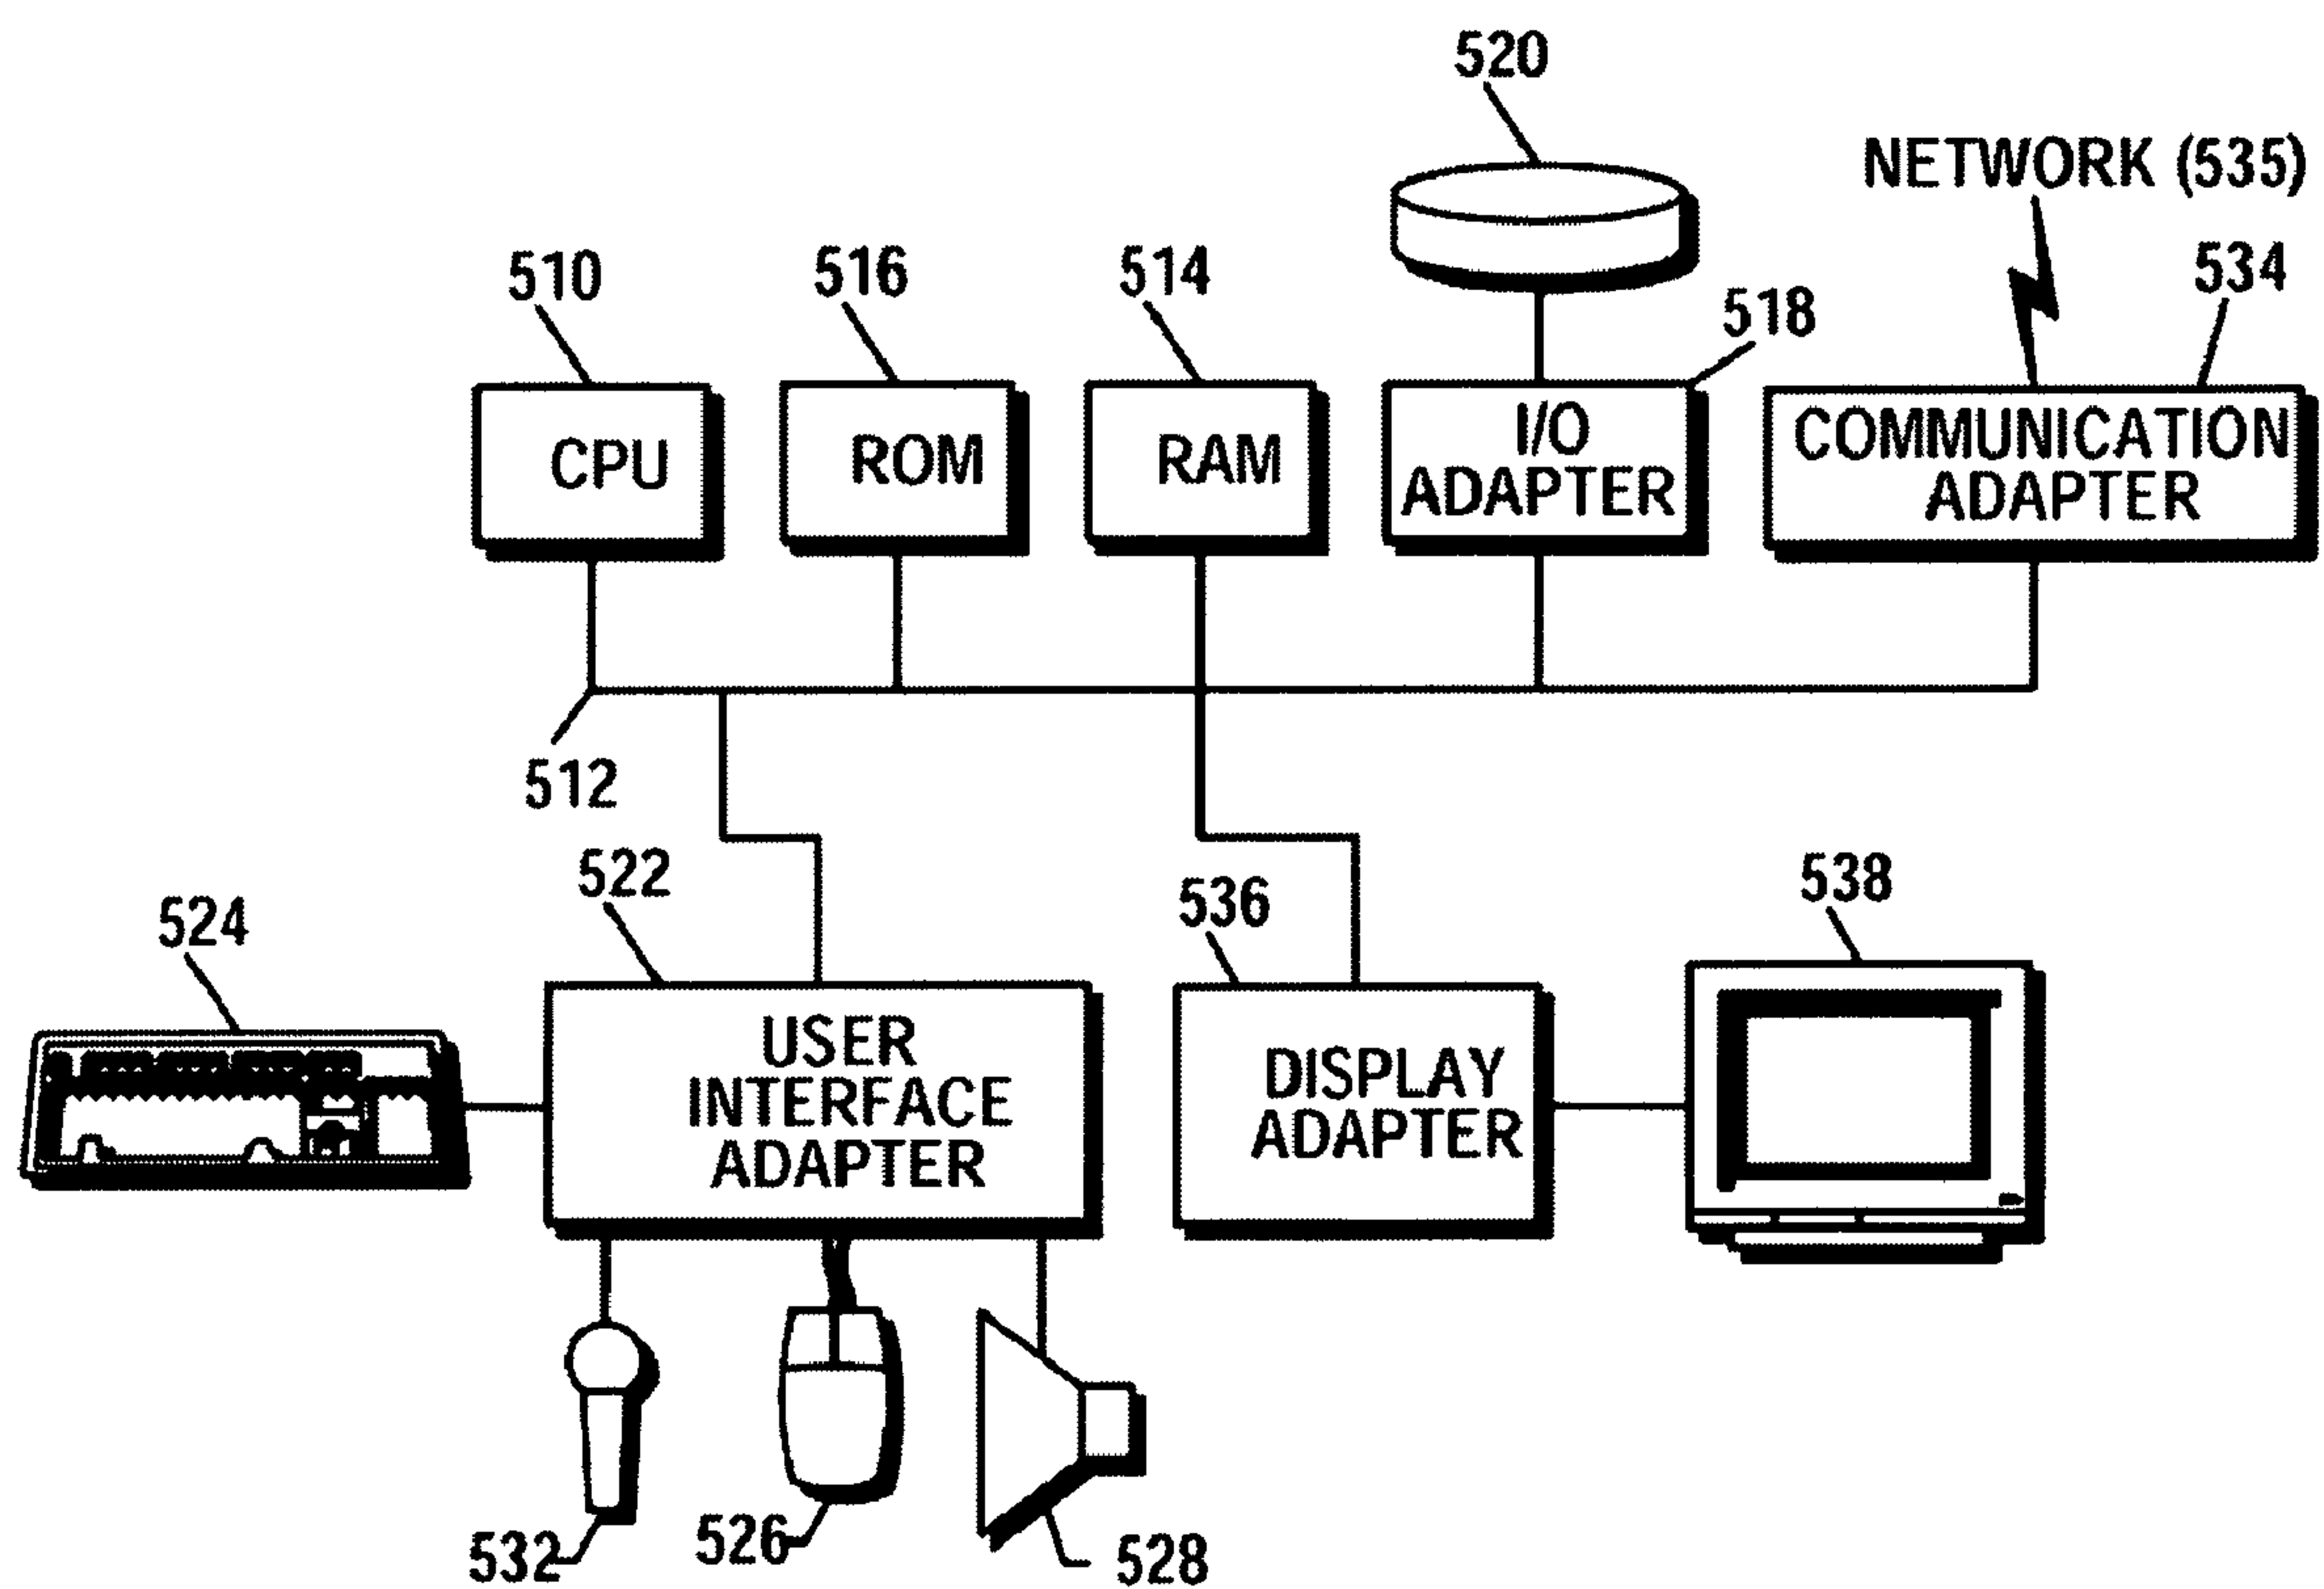 520
NETWORK (535)
510
516
514
518
534
CPU
ROM
RAM
I/O
ADAPTER
COMMUNICATION
ADAPTER
512
522
524
536
538
USER
INTERFACE
ADAPTER
DISPLAY
ADAPTER
532
526
528